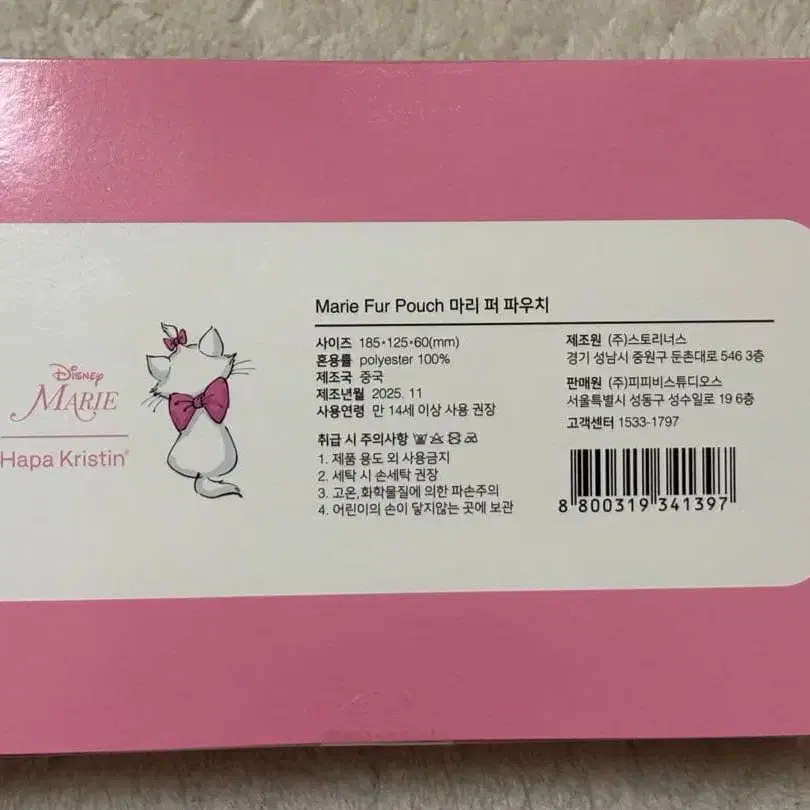 Disney
MARIE
Hapa Kristin®
Marie Fur Pouch 마리 퍼 파우치
사이즈 185•125•60(mm)
혼용률 polyester 100%
제조국 중국
제조년월 2025. 11
사용연령 만 14세 이상 사용 권장
취급 시 주의사항
1. 제품 용도 외 사용금지
2. 세탁 시 손세탁 권장
3. 고온,화학물질에 의한 파손주의
4. 어린이의 손이 닿지않는 곳에 보관
제조원 (주)스토리너스
경기 성남시 중원구 둔촌대로 546 3층
판매원 (주)피피비스튜디오스
서울특별시 성동구 성수일로 19 6층
고객센터 1533-1797
8 800319 341397